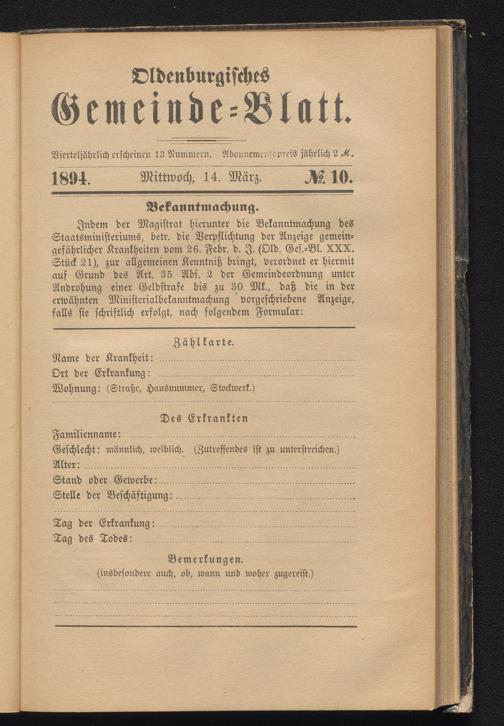 Oldenburgisches
Gemeinde-Blatt.
Vierteljährlich erscheinen 13 Nummern. Abonnementspreis jährlich 2 M.
1894. Mittwoch, 14. März. № 10.
Bekanntmachung.
Indem der Magistrat hierunter die Bekanntmachung des
Staatsministeriums, betr. die Verpflichtung der Anzeige gemein-
gefährlicher Krankheiten vom 26. Febr. d. J. (Old. Ges.-Bl. XXX.
Stück 21), zur allgemeinen Kenntniß bringt, verordnet er hiermit
auf Grund des Art. 35 Abs. 2 der Gemeindeordnung unter
Androhung einer Geldstrafe bis zu 30 Mk., daß die in der
erwähnten Ministerialbekanntmachung vorgeschriebene Anzeige,
falls sie schriftlich erfolgt, nach folgendem Formular:
Zählkarte.
Name der Krankheit:
Ort der Erkrankung:
Wohnung: (Straße, Hausnummer, Stockwerk.)
Des Erkrankten
Familienname:
Geschlecht: männlich, weiblich. (Zutreffendes ist zu unterstreichen.)
Alter:
Stand oder Gewerbe:
Stelle der Beschäftigung:
Tag der Erkrankung:
Tag des Todes:
Bemerkungen.
(insbesondere auch, ob, wann und woher zugereist.)